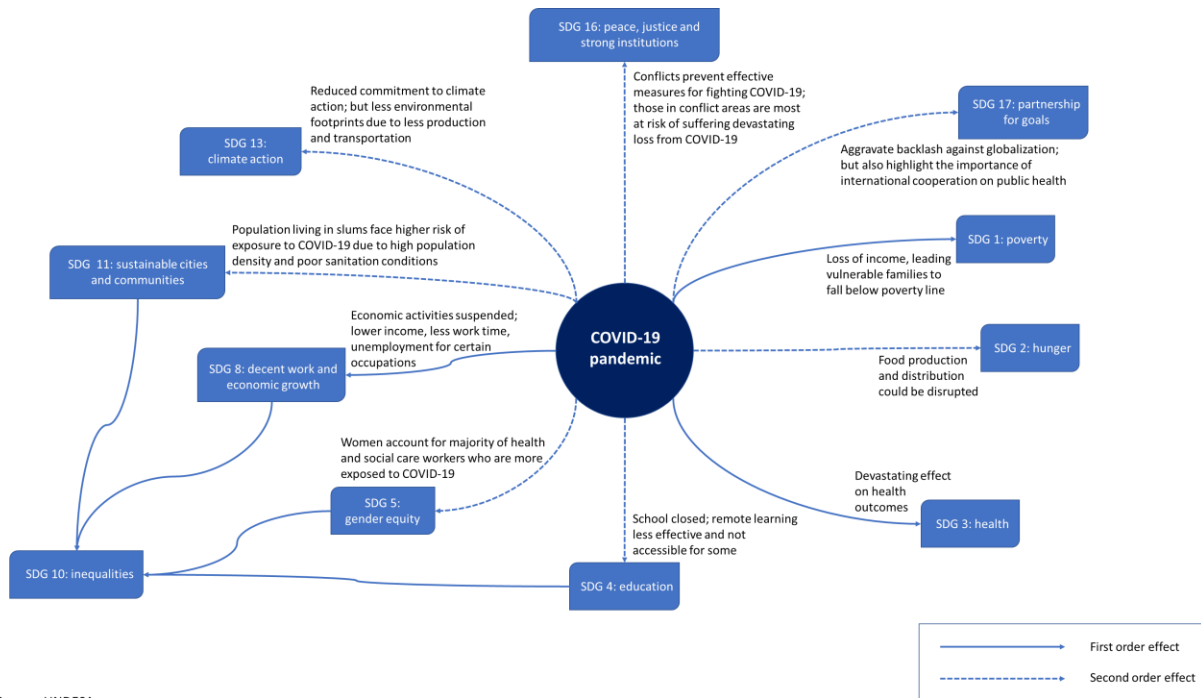 SDG 16: peace, justice and
strong institutions
Conflicts prevent effective
measures for fighting COVID-19;
those in conflict areas are most
at risk of suffering devastating
loss from COVID-19
SDG 17: partnership
for goals
Aggravate backlash against globalization;
but also highlight the importance of
international cooperation on public health
Reduced commitment to climate
action; but less environmental
footprints due to less production
and transportation
SDG 13:
climate action
Population living in slums face higher risk of
exposure to COVID-19 due to high population
density and poor sanitation conditions
SDG 11: sustainable cities
and communities
SDG 1: poverty
Loss of income, leading
vulnerable families to
fall below poverty line
COVID-19
pandemic
Economic activities suspended;
lower income, less work time,
unemployment for certain
occupations
SDG 8: decent work and
economic growth
SDG 2: hunger
Food production
and distribution
could be disrupted
Women account for majority of health
and social care workers who are more
exposed to COVID-19
SDG 5:
gender equity
Devastating effect
on health
outcomes
SDG 3: health
School closed; remote learning
less effective and not
accessible for some
SDG 4: education
SDG 10: inequalities
First order effect
Second order effect